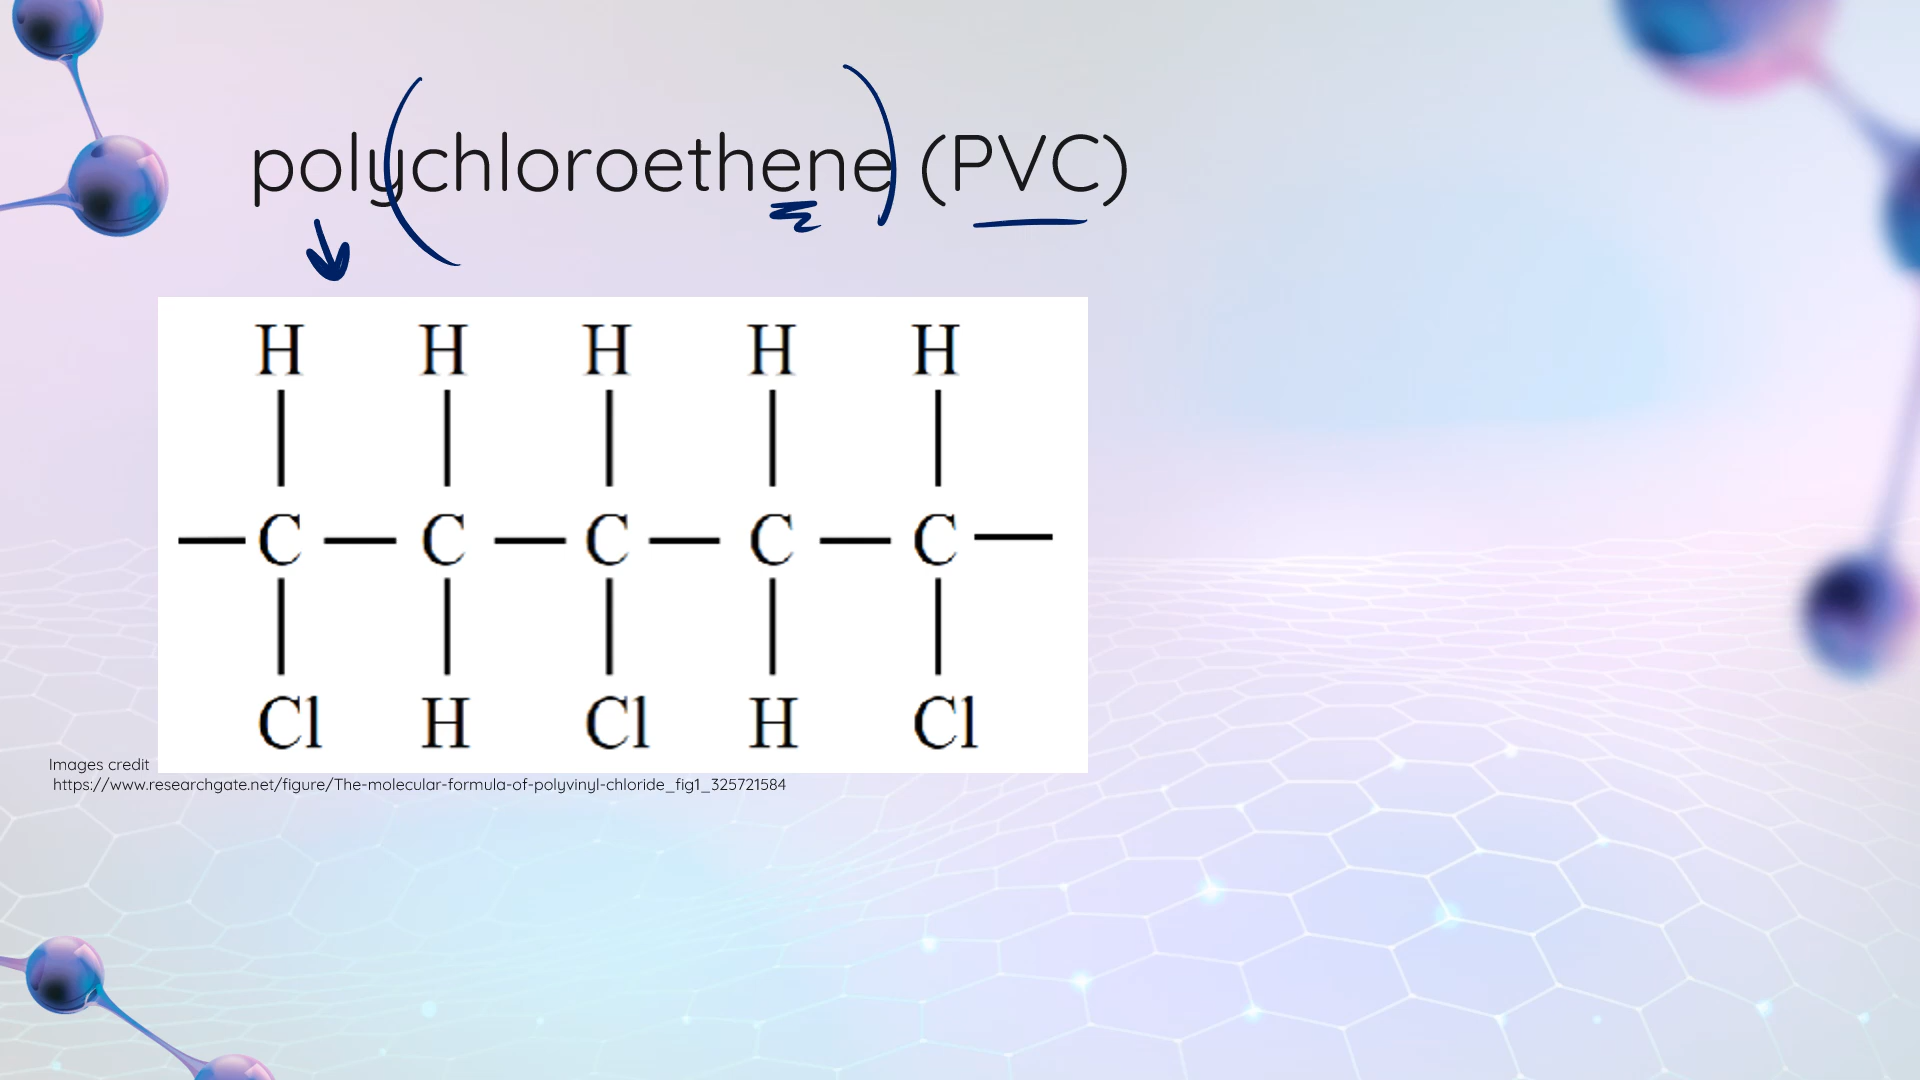 polychloroethene (PVC)
H H H H H
C C C C C
Cl H Cl H Cl
Images credit
https://www.researchgate.net/figure/The-molecular-formula-of-polyvinyl-chloride_fig1_325721584